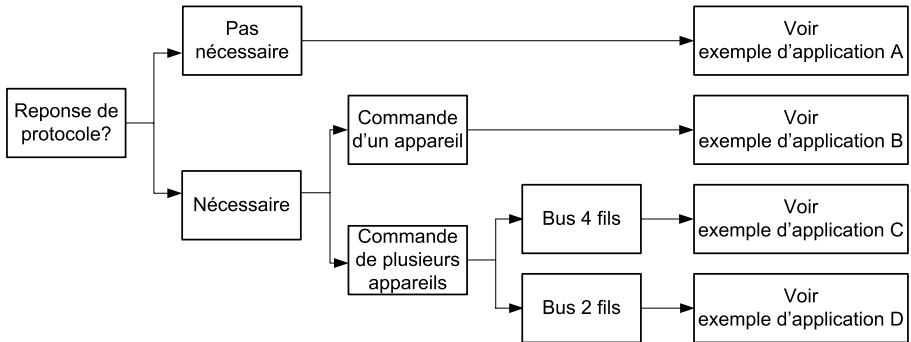 Pas
nécessaire
Voir
exemple d'application A
Reponse de
protocole?
Commande
d'un appareil
Voir
exemple d'application B
Nécessaire
Commande
de plusieurs
appareils
Bus 4 fils
Voir
exemple d'application C
Bus 2 fils
Voir
exemple d'application D